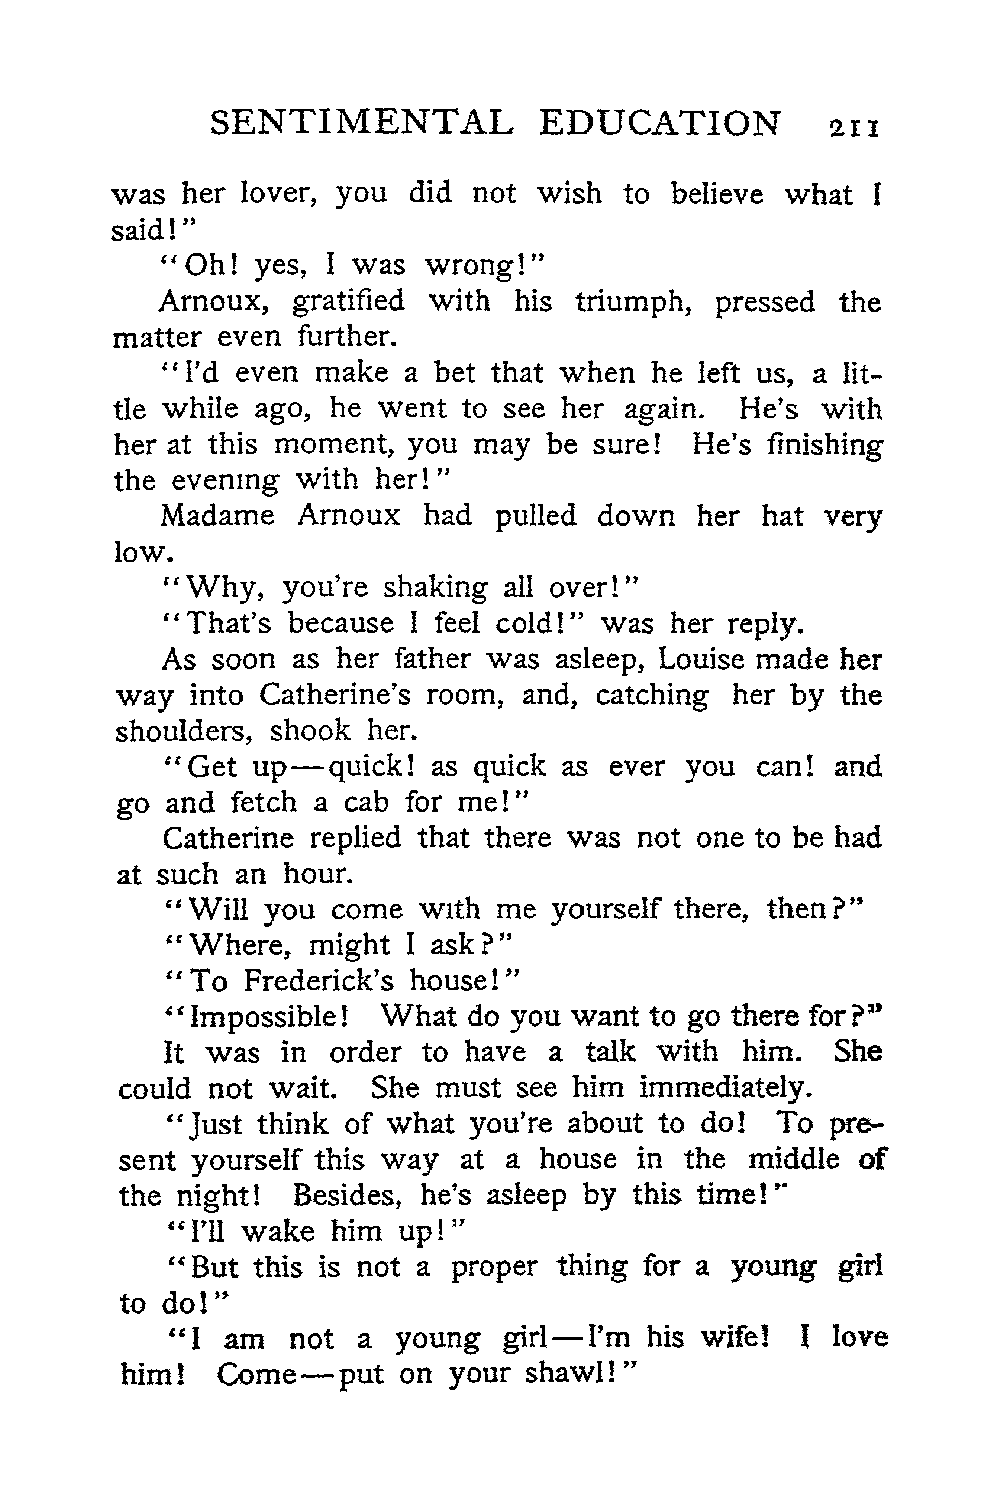 SENTIMENTAL EDUCATION 211
was her lover, you did not wish to believe what I
said!"
"Oh! yes, I was wrong!"
Arnoux, gratified with his triumph, pressed the
matter even further.
"I'd even make a bet that when he left us, a lit-
tle while ago, he went to see her again. He's with
her at this moment, you may be sure! He's finishing
the evening with her!"
Madame Arnoux had pulled down her hat very
low.
"Why, you're shaking all over!"
"That's because I feel cold!" was her reply.
As soon as her father was asleep, Louise made her
way into Catherine's room, and, catching her by the
shoulders, shook her.
"Get up—quick! as quick as ever you can! and
go and fetch a cab for me!"
Catherine replied that there was not one to be had
at such an hour.
"Will you come with me yourself there, then?"
"Where, might I ask?"
"To Frederick's house!"
"Impossible! What do you want to go there for?"
It was in order to have a talk with him. She
could not wait. She must see him immediately.
"Just think of what you're about to do! To pre-
sent yourself this way at a house in the middle of
the night! Besides, he's asleep by this time!"
"I'll wake him up!"
"But this is not a proper thing for a young girl
to do!"
"I am not a young girl—I'm his wife! I love
him! Come—put on your shawl!"